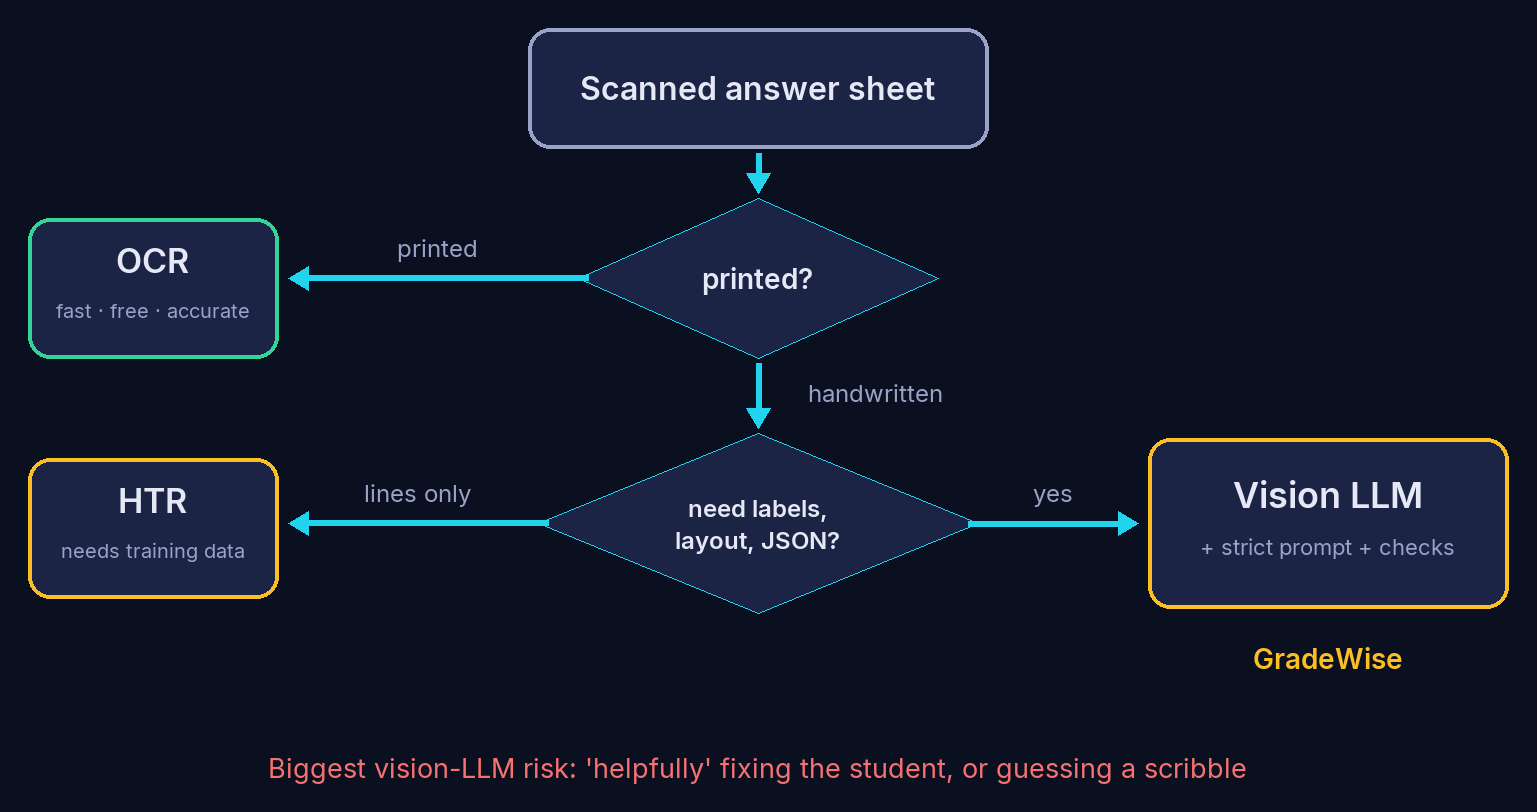 Scanned answer sheet
printed?
printed
OCR
fast · free · accurate
handwritten
need labels,
layout, JSON?
lines only
HTR
needs training data
yes
Vision LLM
+ strict prompt + checks
GradeWise
Biggest vision-LLM risk: 'helpfully' fixing the student, or guessing a scribble